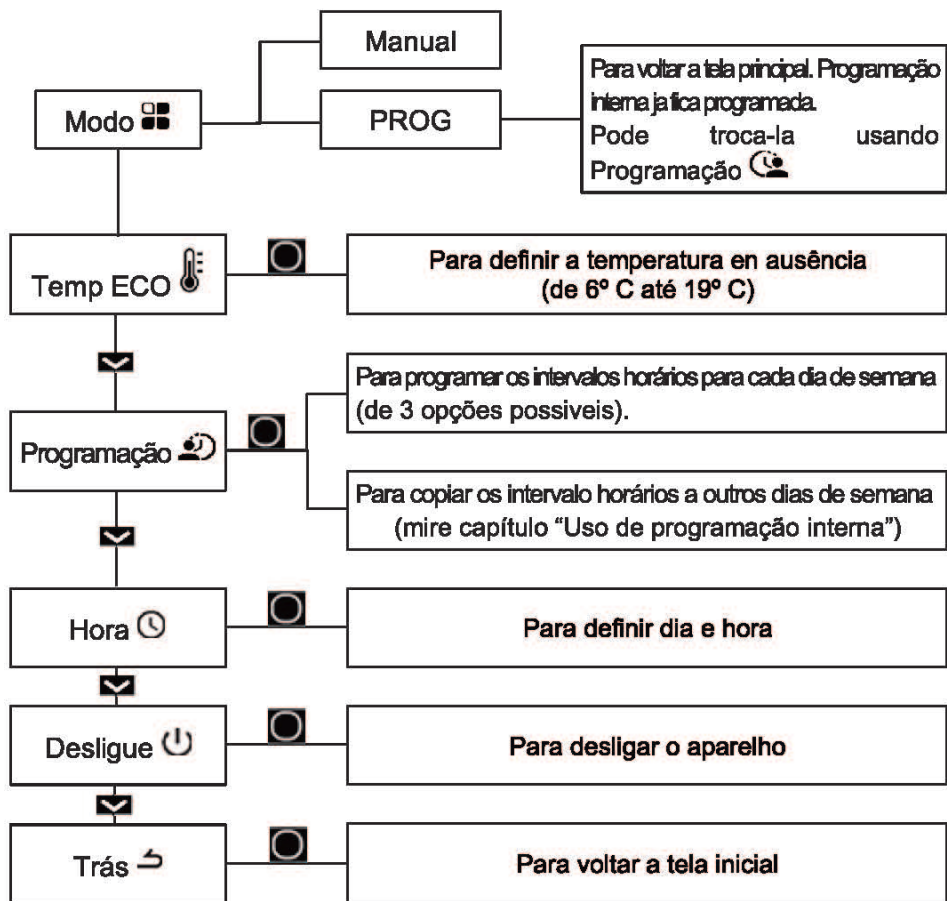 Manual
Modo
PROG
Para voltar a tela principal. Programação
interna ja fica programada.
Pode troca-la usando
Programação
Temp ECO
Para definir a temperatura en ausência
(de 6º C até 19º C)
Programação
Para programar os intervalos horários para cada dia de semana
(de 3 opções possiveis).
Para copiar os intervalo horários a outros dias de semana
(mire capítulo “Uso de programação interna”)
Hora
Para definir dia e hora
Desligue
Para desligar o aparelho
Trás
Para voltar a tela inicial